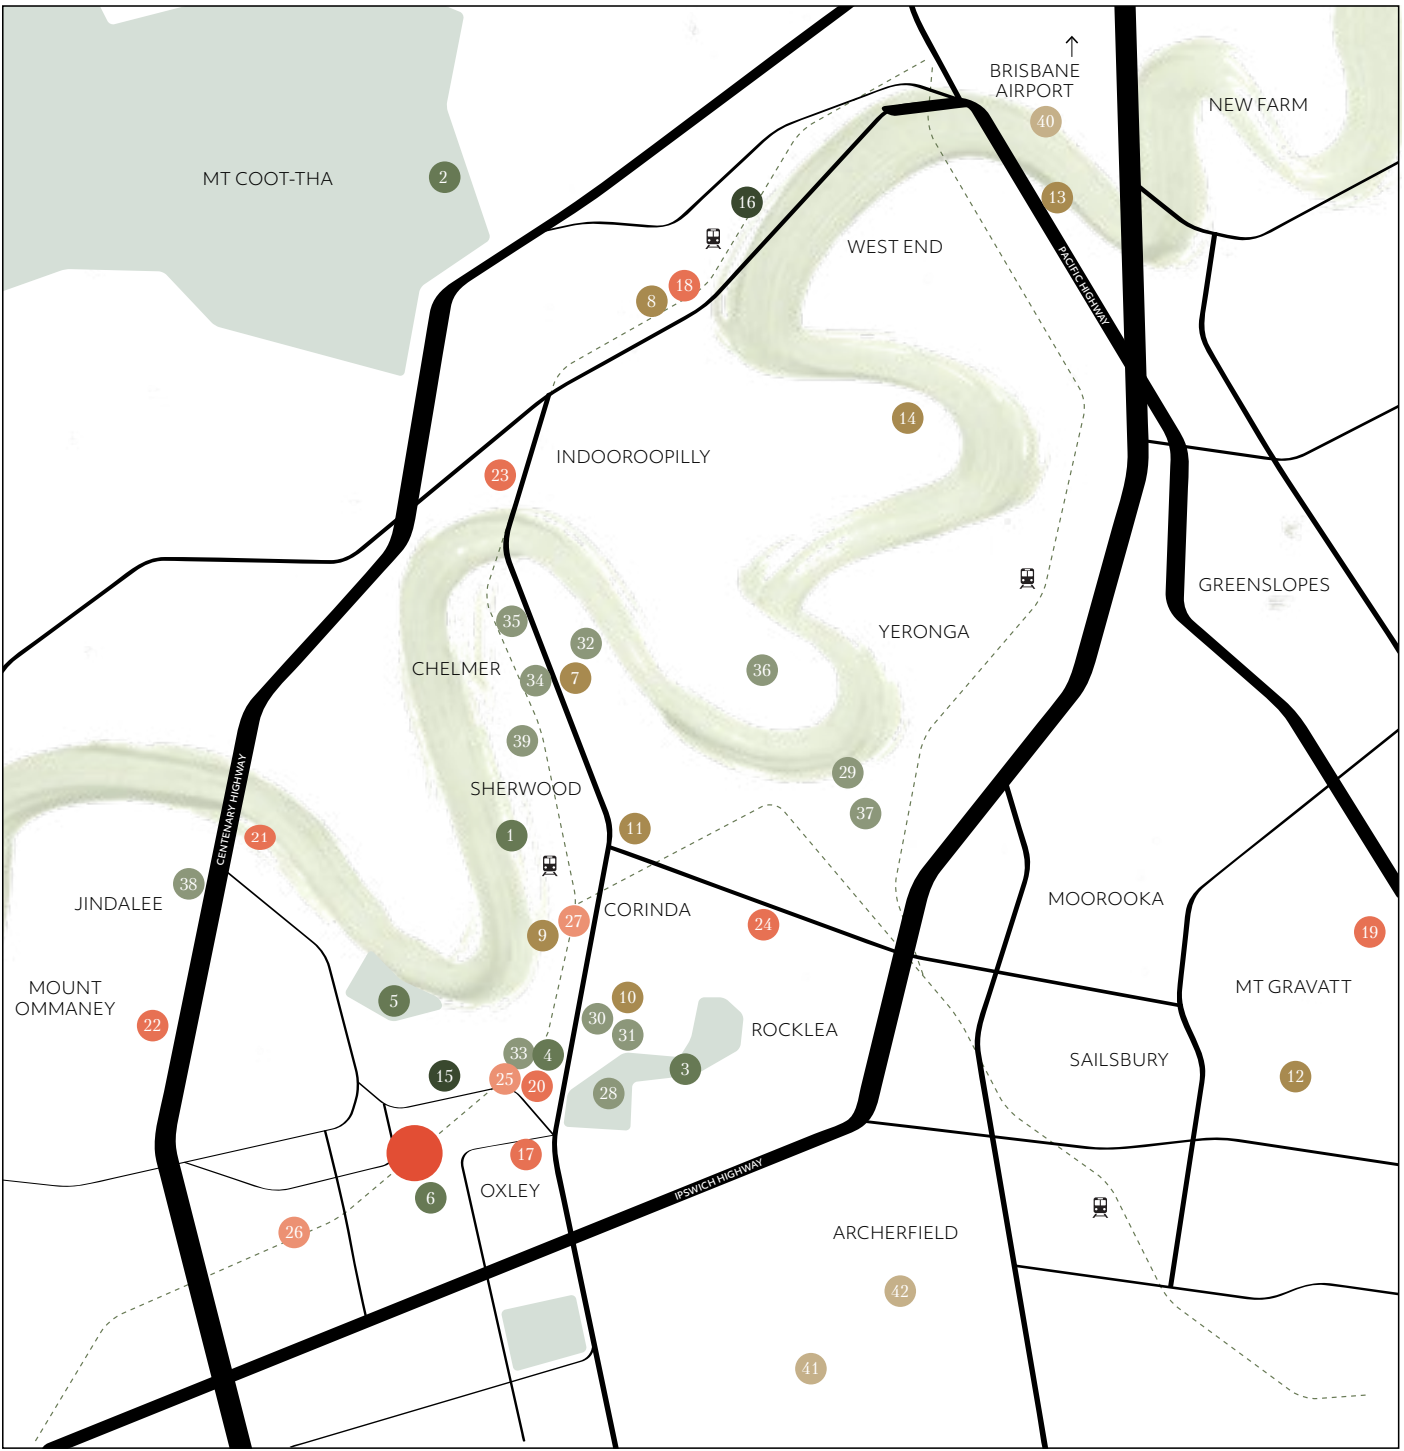 BRISBANE
AIRPORT
40
NEW FARM
MT COOT-THA
2
16
13
WEST END
PACIFIC HIGHWAY
18
8
14
INDOOROOPILLY
23
GREENSLOPES
35
32
YERONGA
CHELMER
34
7
36
39
29
SHERWOOD
37
CENTENARY HIGHWAY
21
1
11
38
JINDALEE
MOOROOKA
CORINDA
27
9
24
19
MOUNT
OMMANEY
22
5
10
30
31
ROCKLEA
MT GRAVATT
33
4
SAILSBURY
3
15
25
20
28
12
17
IPSWICH HIGHWAY
6
OXLEY
26
ARCHERFIELD
42
41